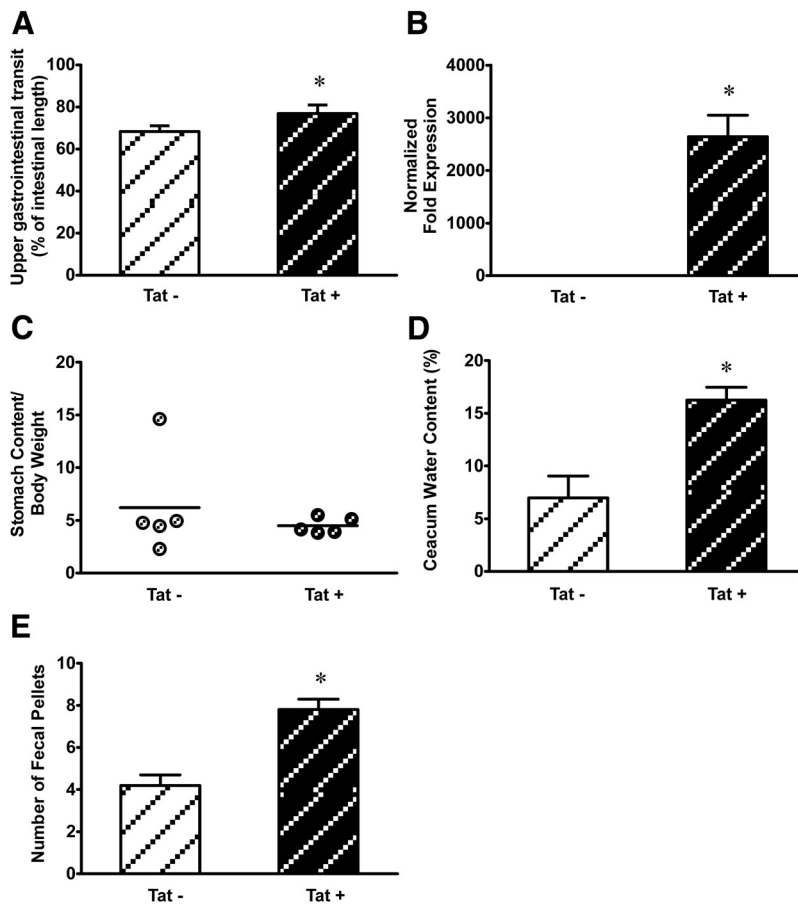 A
Upper gastrointestinal transit
(% of intestinal length)
100
80
60
40
20
0
*
Tat -
Tat +
B
Normalized
Fold Expression
4000
3000
2000
1000
0
*
Tat -
Tat +
C
Stomach Content/
Body Weight
20
15
10
5
0
Tat -
Tat +
D
Ceacum Water Content (%)
20
15
10
5
0
*
Tat -
Tat +
E
Number of Fecal Pellets
10
8
6
4
2
0
*
Tat -
Tat +